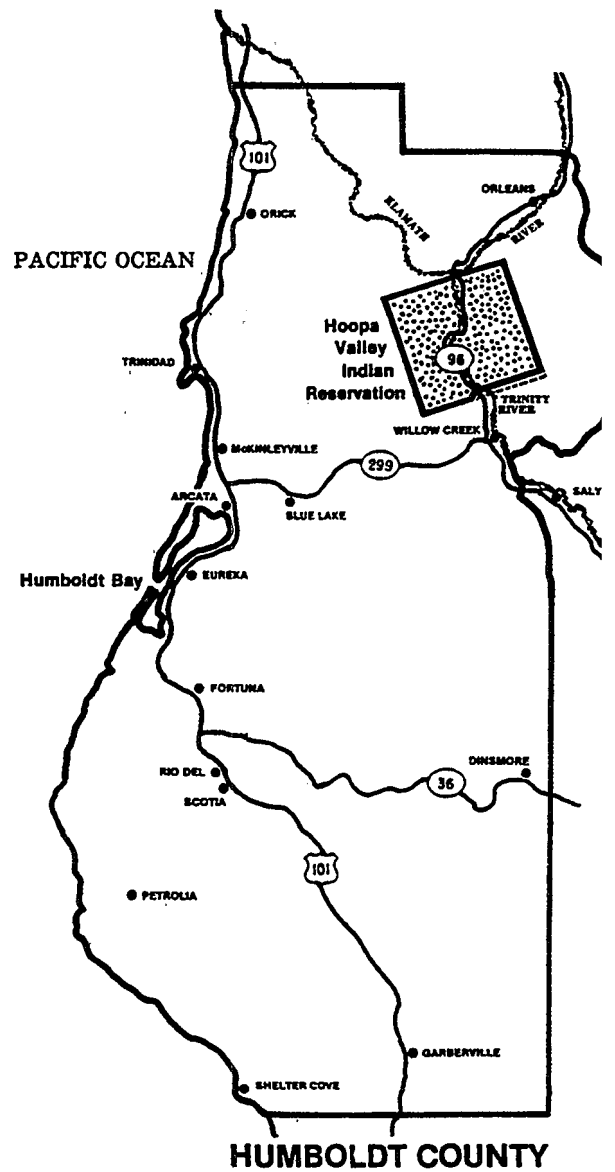 101
ORLEANS
KLAMATH
RIVER
ORICK
PACIFIC OCEAN
Hoopa
Valley
Indian
Reservation
96
TRINIDAD
TRINITY
RIVER
WILLOW CREEK
McKINLEYVILLE
299
SALY
ARCATA
BLUE LAKE
Humboldt Bay
EUREKA
FORTUNA
DINSMORE
RIO DEL
36
SCOTIA
101
PETROLIA
GARBERVILLE
SHELTER COVE
HUMBOLDT COUNTY